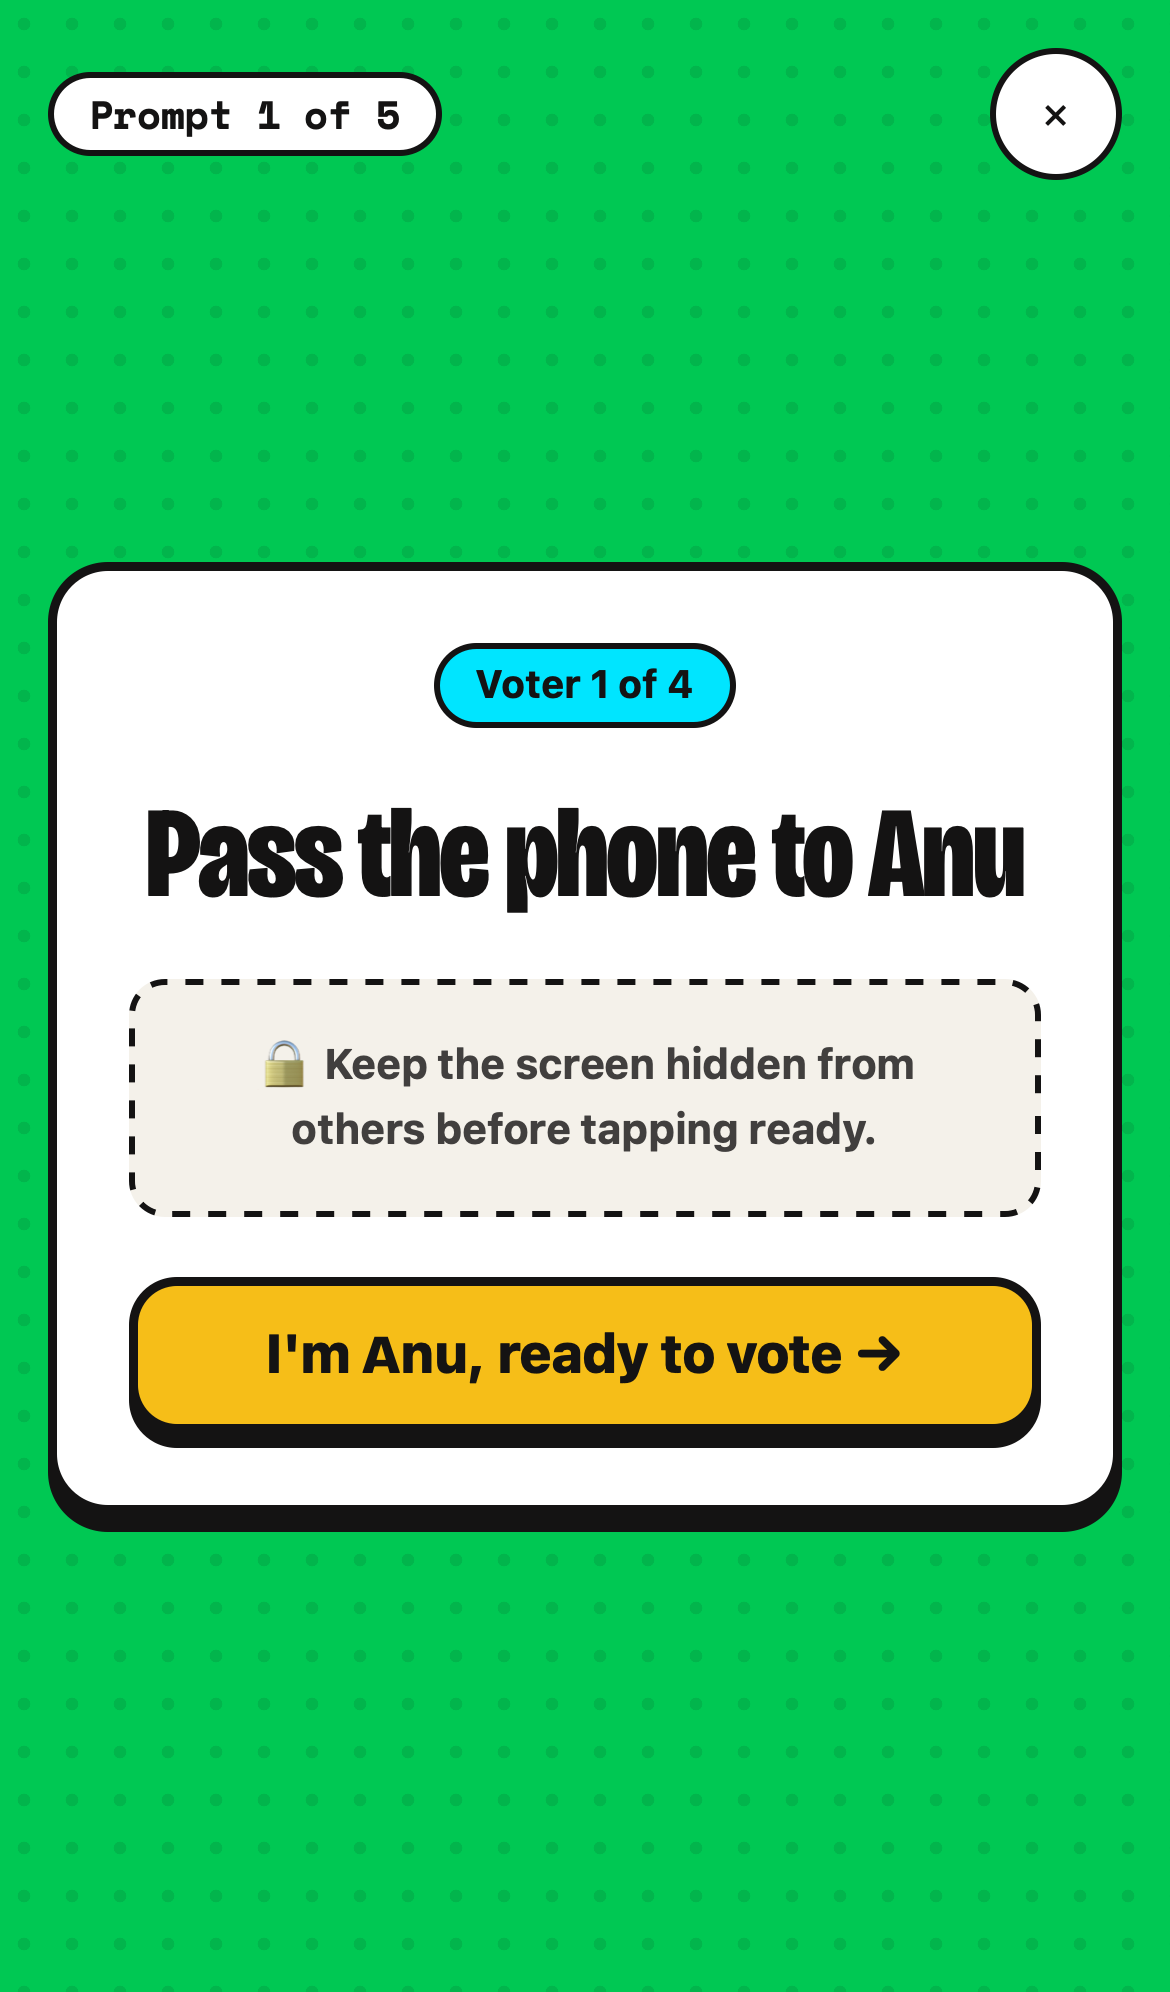 Prompt 1 of 5
×
Voter 1 of 4
Pass the phone to Anu
🔒 Keep the screen hidden from
others before tapping ready.
I'm Anu, ready to vote →